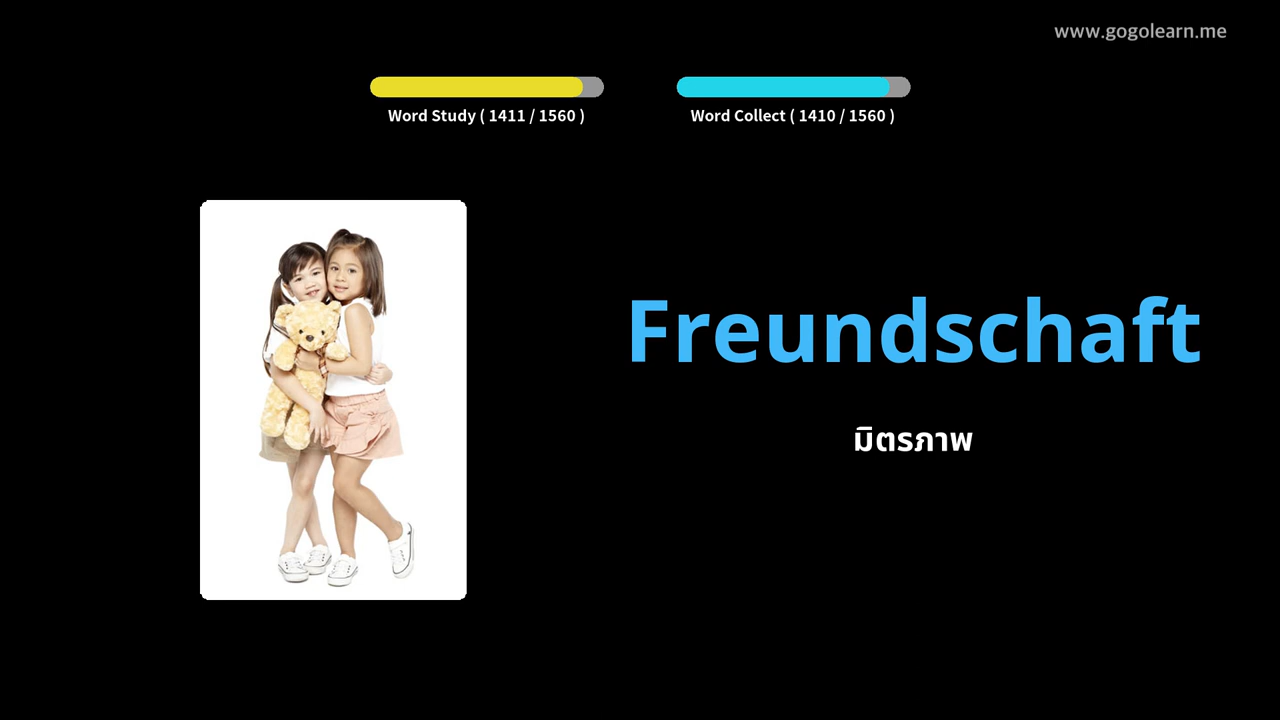 www.gogolearn.me
Word Study ( 1411 / 1560 )
Word Collect ( 1410 / 1560 )
Freundschaft
มิตรภาพ